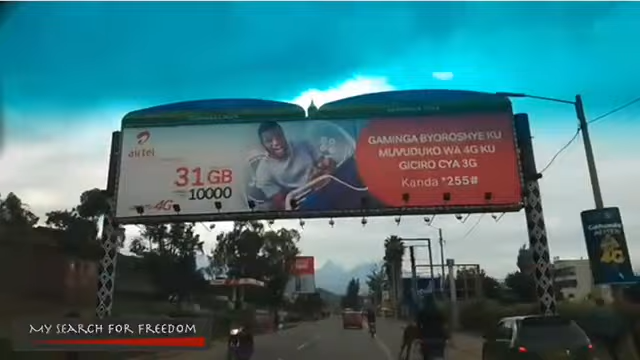 airtel
31GB
10000
4G
GAMINGA BYOROSHYE KU
MUVUDUKO WA 4G KU
GICIRO CYA 3G
Kanda *255#
MY SEARCH FOR FREEDOM